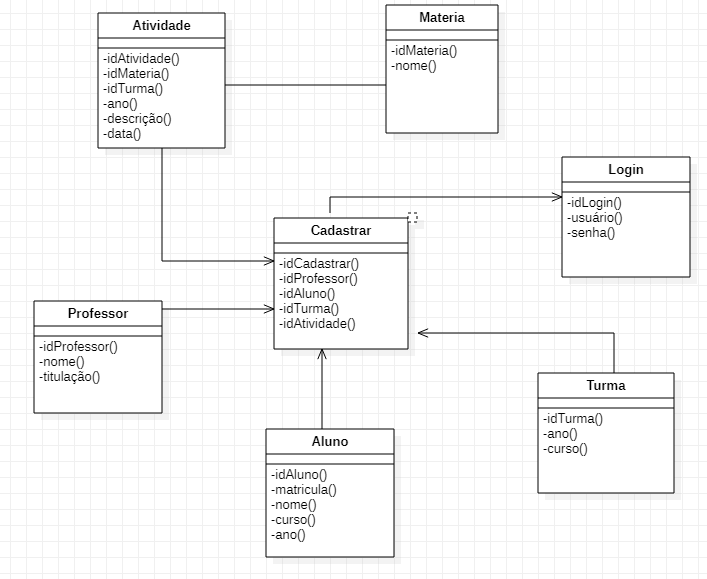 Atividade
-idAtividade()
-idMateria()
-idTurma()
-ano()
-descrição()
-data()
Materia
-idMateria()
-nome()
Login
-idLogin()
-usuário()
-senha()
Cadastrar
-idCadastrar()
-idProfessor()
-idAluno()
-idTurma()
-idAtividade()
Professor
-idProfessor()
-nome()
-titulação()
Turma
-idTurma()
-ano()
-curso()
Aluno
-idAluno()
-matricula()
-nome()
-curso()
-ano()